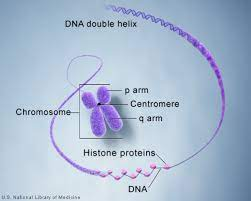 DNA double helix
p arm
Centromere
Chromosome
q arm
Histone proteins
DNA
U.S. National Library of Medicine